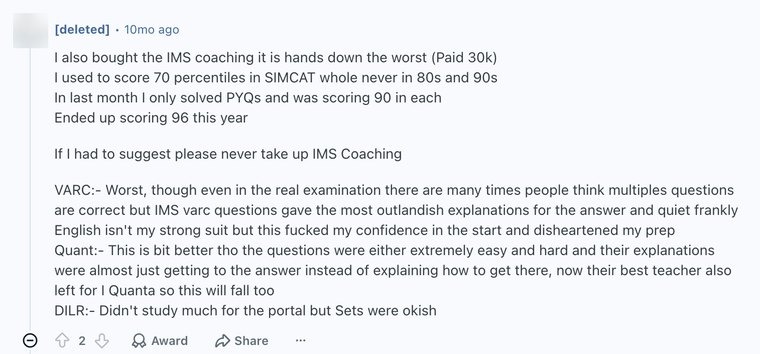 [deleted] • 10mo ago
I also bought the IMS coaching it is hands down the worst (Paid 30k)
I used to score 70 percentiles in SIMCAT whole never in 80s and 90s
In last month I only solved PYQs and was scoring 90 in each
Ended up scoring 96 this year
If I had to suggest please never take up IMS Coaching
VARC:- Worst, though even in the real examination there are many times people think multiples questions
are correct but IMS varc questions gave the most outlandish explanations for the answer and quiet frankly
English isn't my strong suit but this fucked my confidence in the start and disheartened my prep
Quant:- This is bit better tho the questions were either extremely easy and hard and their explanations
were almost just getting to the answer instead of explaining how to get there, now their best teacher also
left for I Quanta so this will fall too
DILR:- Didn't study much for the portal but Sets were okish
2 Award Share ...